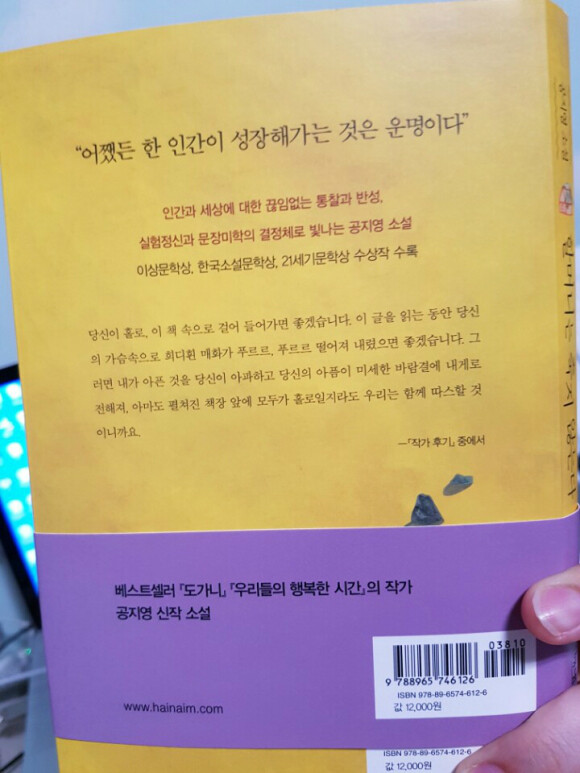 “어쨌든 한 인간이 성장해가는 것은 운명이다”
인간과 세상에 대한 끊임없는 통찰과 반성,
실험정신과 문장미학의 결정체로 빛나는 공지영 소설
이상문학상, 한국소설문학상, 21세기문학상 수상작 수록
당신이 홀로, 이 책 속으로 걸어 들어가면 좋겠습니다. 이 글을 읽는 동안 당신
의 가슴속으로 희디흰 매화가 푸르르, 푸르르 떨어져 내렸으면 좋겠습니다. 그
러면 내가 아픈 것을 당신이 아파하고 당신의 아픔이 미세한 바람결에 내게로
전해져, 아마도 펼쳐진 책장 앞에 모두가 홀로일지라도 우리는 함께 따스할 것
이니까요.
—「작가 후기」 중에서
베스트셀러 『도가니』, 『우리들의 행복한 시간』의 작가
공지영 신작 소설
www.hainaim.com
03810
9 788965 746126
ISBN 978-89-6574-612-6
값 12,000원
ISBN 978-89-6574-612-6
값 12,000원
공지영 소설
할머니는 죽지 않는다